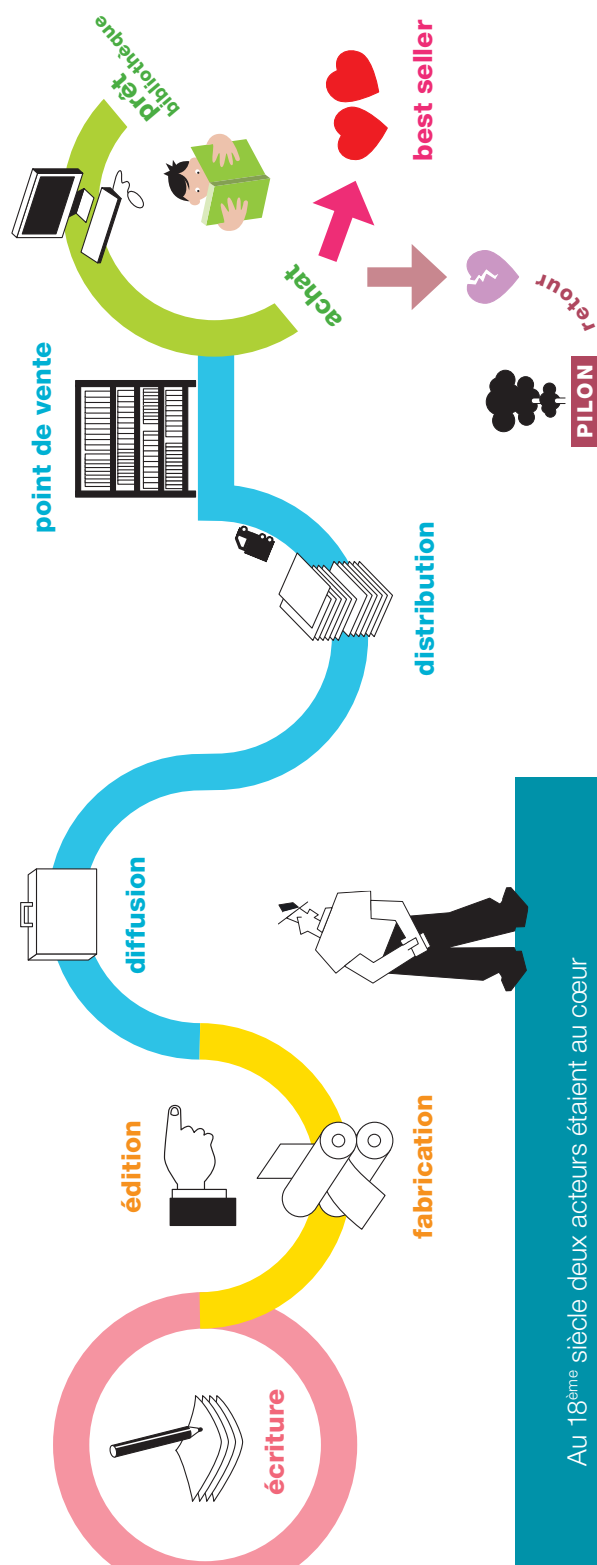 écriture
édition
fabrication
diffusion
distribution
point de vente
achat
prêt
bibliothèque
best seller
retour
PILON
Au 18ème siècle deux acteurs étaient au cœur